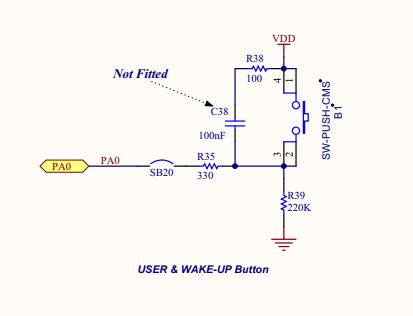 VDD
R38
100
4
1
Not Fitted
C38
100nF
SW-PUSH-CMS
B1
3
2
PA0
PA0
SB20
R35
330
R39
220K
USER & WAKE-UP Button